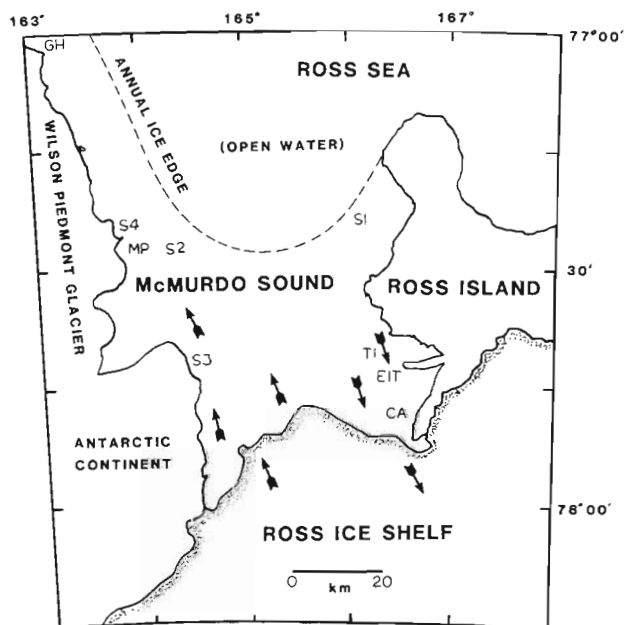 163°
165°
167°
77°00'
GH
ROSS SEA
ANNUAL ICE EDGE
(OPEN WATER)
WILSON PIEDMONT GLACIER
S4
S1
MP
S2
30'
McMURDO SOUND
ROSS ISLAND
S3
TI
EIT
CA
ANTARCTIC
CONTINENT
78°00'
ROSS ICE SHELF
0 20
km